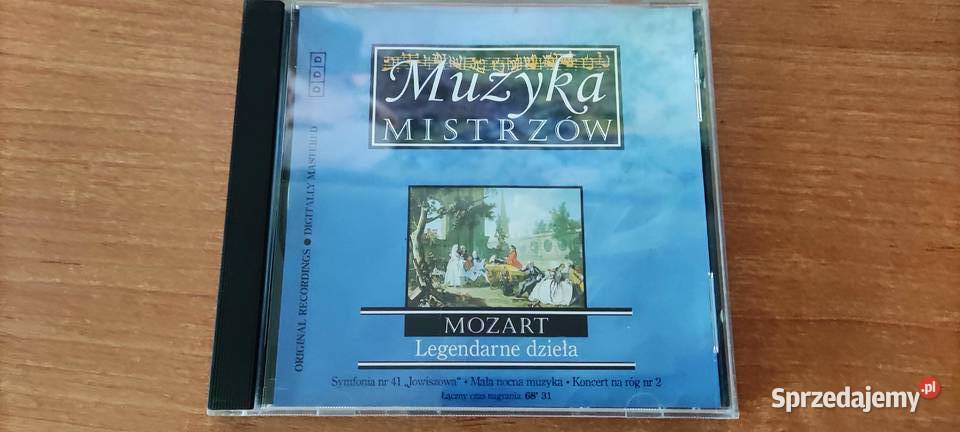 Muzyka
MISTRZÓW
DDD
ORIGINAL RECORDINGS ● DIGITALLY MASTERED
MOZART
Legendarne dzieła
Symfonia nr 41 „Jowiszowa" • Mała nocna muzyka • Koncert na róg nr 2
Łączny czas nagrania. 68' 31
Sprzedajemy.pl